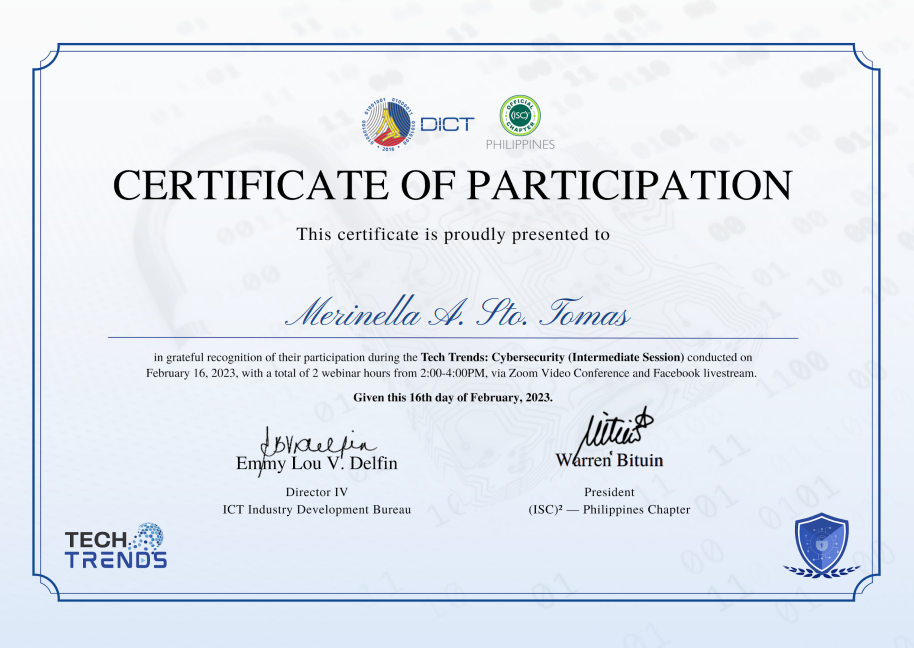 DICT
2016
OFFICIAL
(ISC)²
CHAPTER
PHILIPPINES
CERTIFICATE OF PARTICIPATION
This certificate is proudly presented to
Merinella A. Sto. Tomas
in grateful recognition of their participation during the Tech Trends: Cybersecurity (Intermediate Session) conducted on
February 16, 2023, with a total of 2 webinar hours from 2:00-4:00PM, via Zoom Video Conference and Facebook livestream.
Given this 16th day of February, 2023.
Emmy Lou V. Delfin
Warren Bituin
Director IV
President
ICT Industry Development Bureau
(ISC)² — Philippines Chapter
TECH
TRENDS